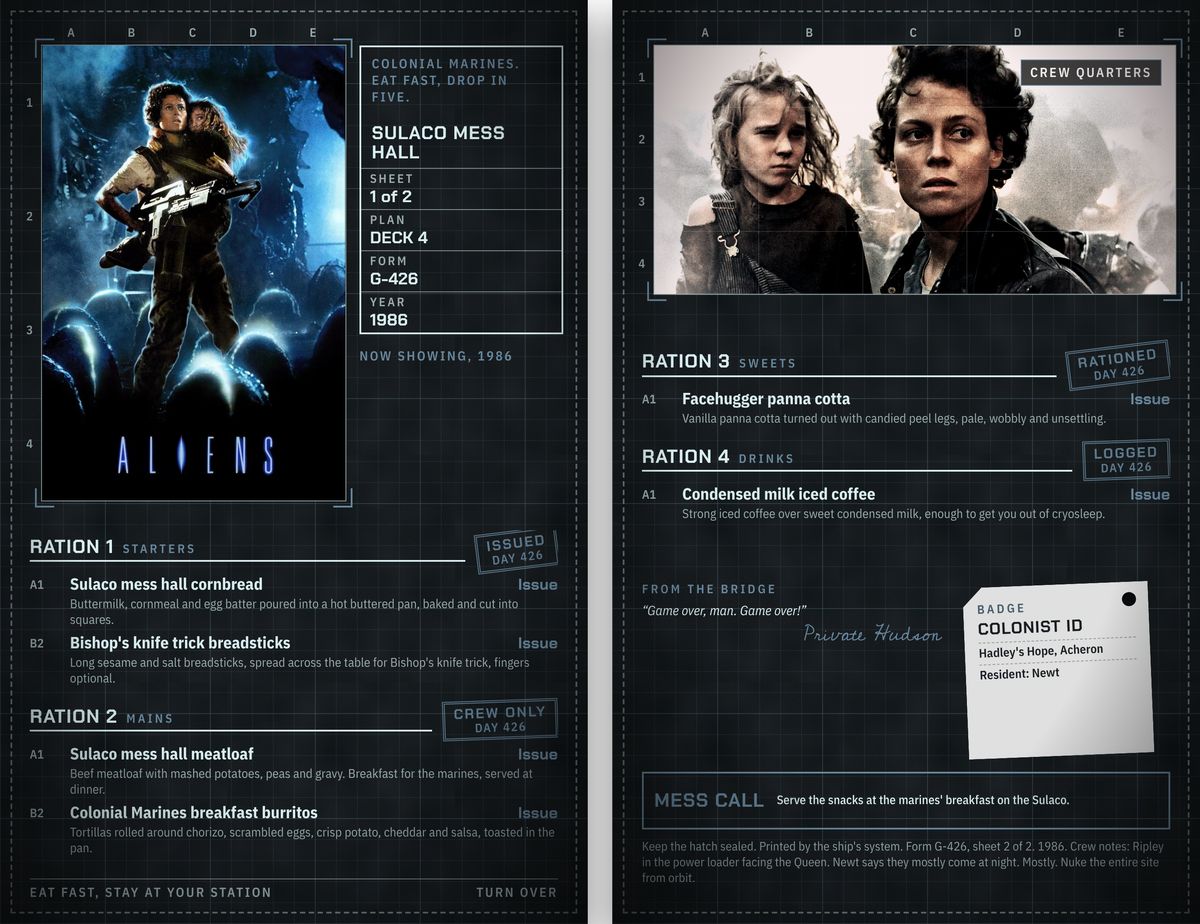 A B C D E
1
2
3
4
ALIENS
COLONIAL MARINES.
EAT FAST, DROP IN
FIVE.
SULACO MESS
HALL
SHEET
1 of 2
PLAN
DECK 4
FORM
G-426
YEAR
1986
NOW SHOWING, 1986
RATION 1 STARTERS
ISSUED
DAY 426
A1 Sulaco mess hall cornbread Issue
Buttermilk, cornmeal and egg batter poured into a hot buttered pan, baked and cut into
squares.
B2 Bishop's knife trick breadsticks Issue
Long sesame and salt breadsticks, spread across the table for Bishop's knife trick, fingers
optional.
RATION 2 MAINS
CREW ONLY
DAY 426
A1 Sulaco mess hall meatloaf Issue
Beef meatloaf with mashed potatoes, peas and gravy. Breakfast for the marines, served at
dinner.
B2 Colonial Marines breakfast burritos Issue
Tortillas rolled around chorizo, scrambled eggs, crisp potato, cheddar and salsa, toasted in the
pan.
EAT FAST, STAY AT YOUR STATION TURN OVER
A B C D E
1
2
3
4
CREW QUARTERS
RATION 3 SWEETS
RATIONED
DAY 426
A1 Facehugger panna cotta Issue
Vanilla panna cotta turned out with candied peel legs, pale, wobbly and unsettling.
RATION 4 DRINKS
LOGGED
DAY 426
A1 Condensed milk iced coffee Issue
Strong iced coffee over sweet condensed milk, enough to get you out of cryosleep.
FROM THE BRIDGE
“Game over, man. Game over!”
Private Hudson
BADGE
COLONIST ID
Hadley's Hope, Acheron
Resident: Newt
MESS CALL Serve the snacks at the marines' breakfast on the Sulaco.
Keep the hatch sealed. Printed by the ship's system. Form G-426, sheet 2 of 2, 1986. Crew notes: Ripley
in the power loader facing the Queen. Newt says they mostly come at night. Mostly. Nuke the entire site
from orbit.